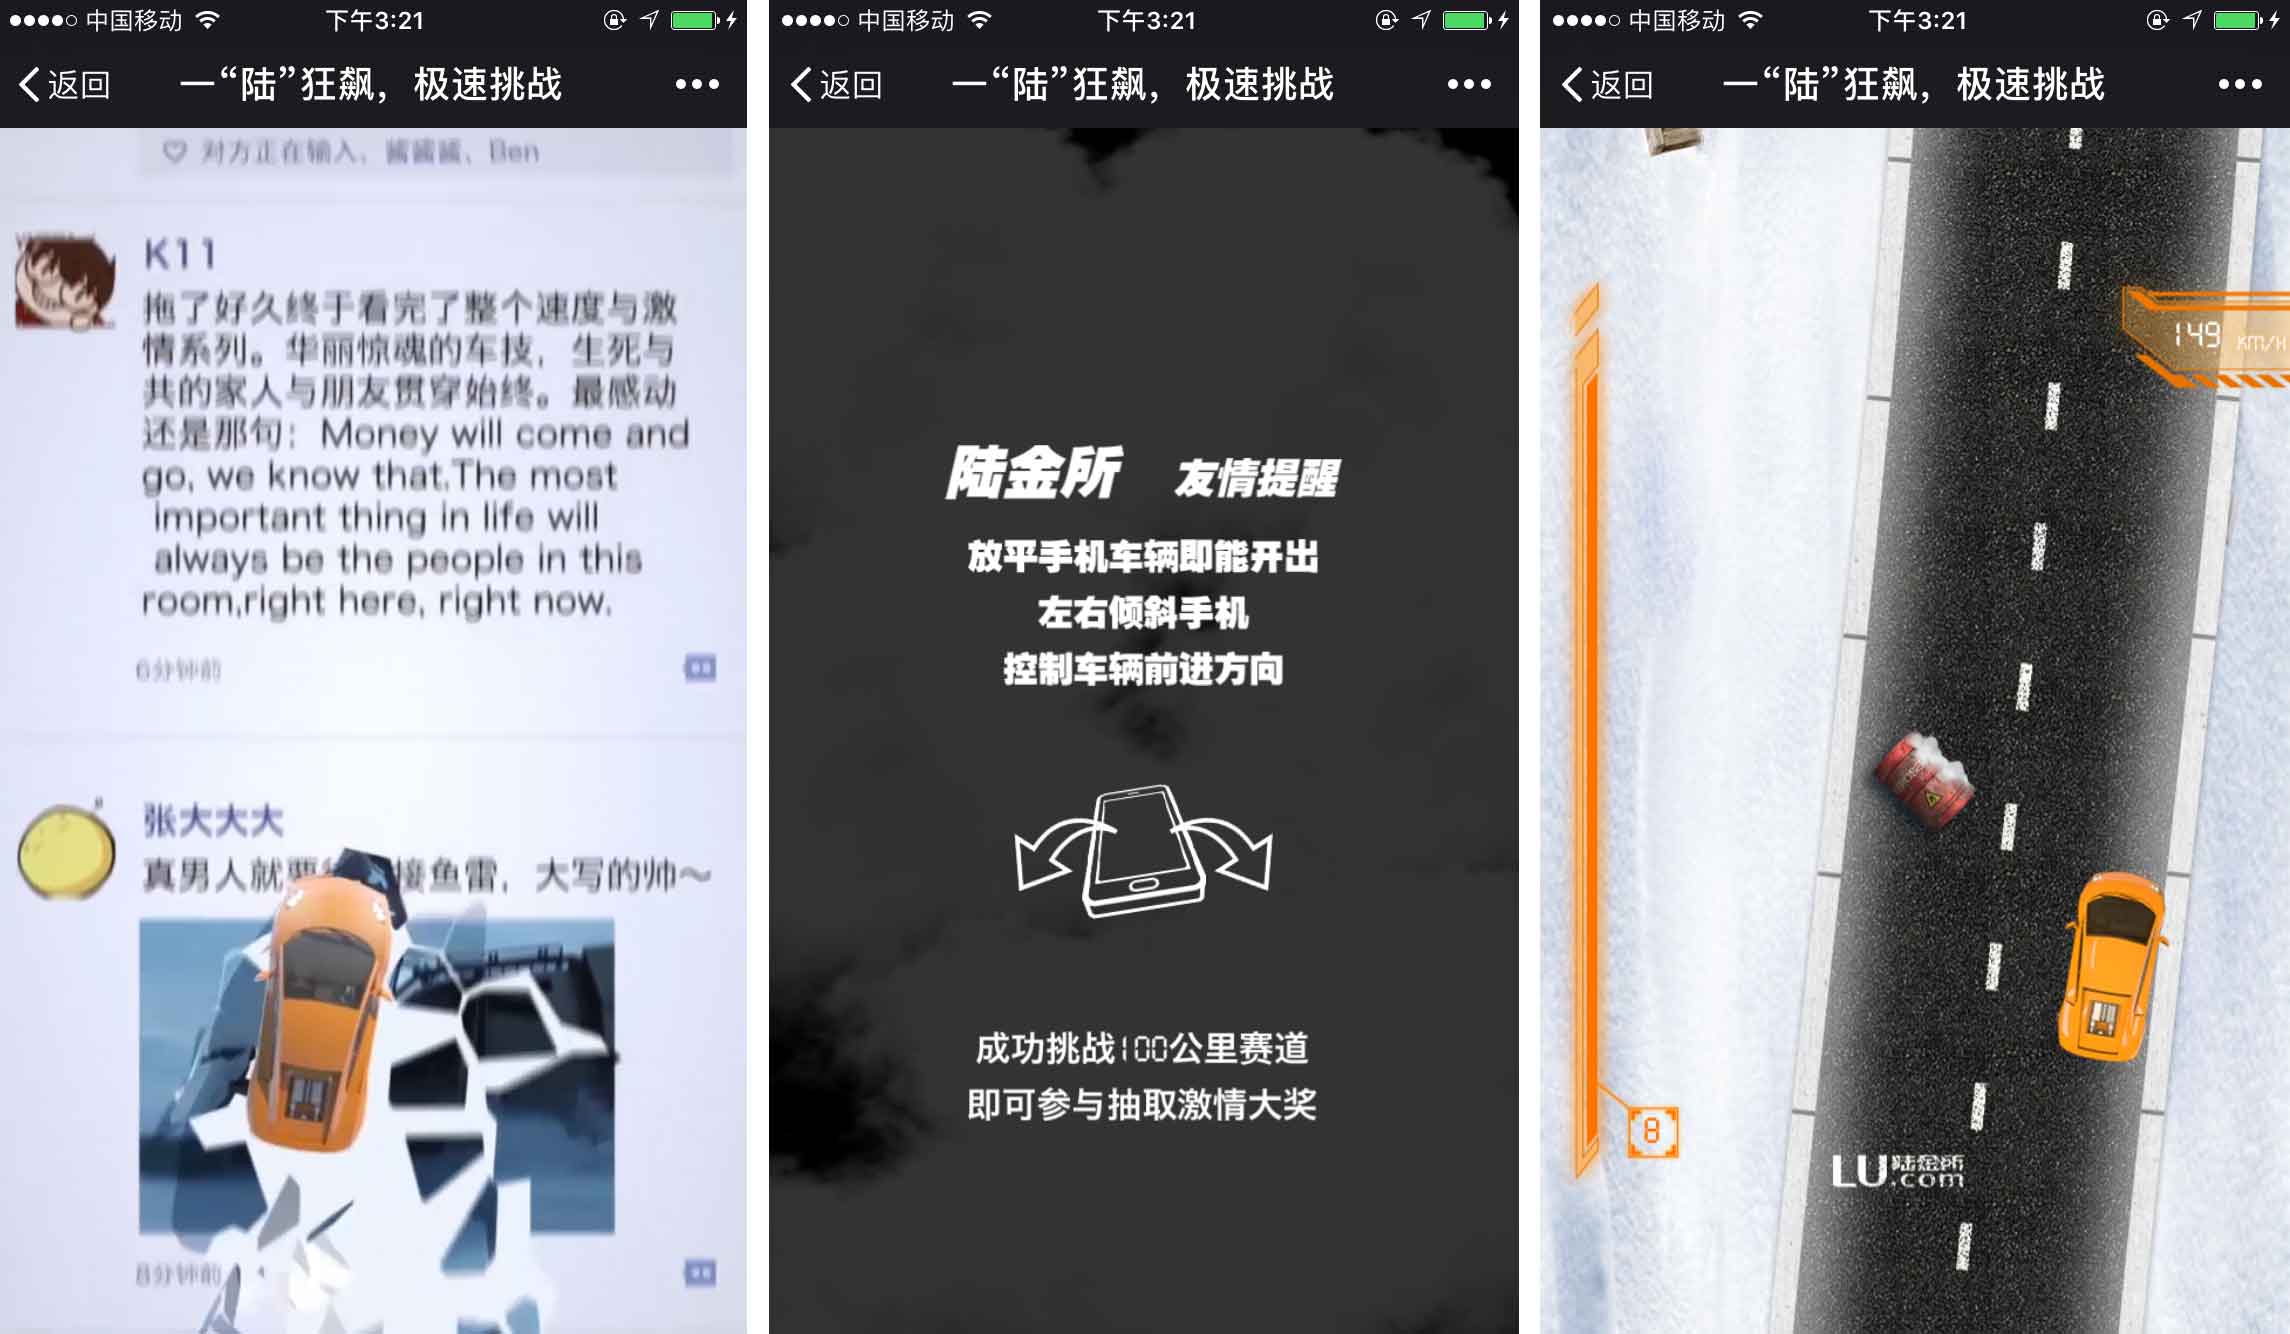 中国移动
下午3:21
返回
一“陆”狂飙，极速挑战
对方正在输入、酱酱酱、Ben
K11
拖了好久终于看完了整个速度与激
情系列。华丽惊魂的车技，生死与
共的家人与朋友贯穿始终。最感动
还是那句：Money will come and
go, we know that.The most
important thing in life will
always be the people in this
room,right here, right now.
6分钟前
张大大大
真男人就要
接鱼雷，大写的帅～
8分钟前
中国移动
下午3:21
返回
一“陆”狂飙，极速挑战
陆金所 友情提醒
放平手机车辆即能开出
左右倾斜手机
控制车辆前进方向
成功挑战100公里赛道
即可参与抽取激情大奖
中国移动
下午3:21
返回
一“陆”狂飙，极速挑战
149 KM/H
8
LU陆金所
.com